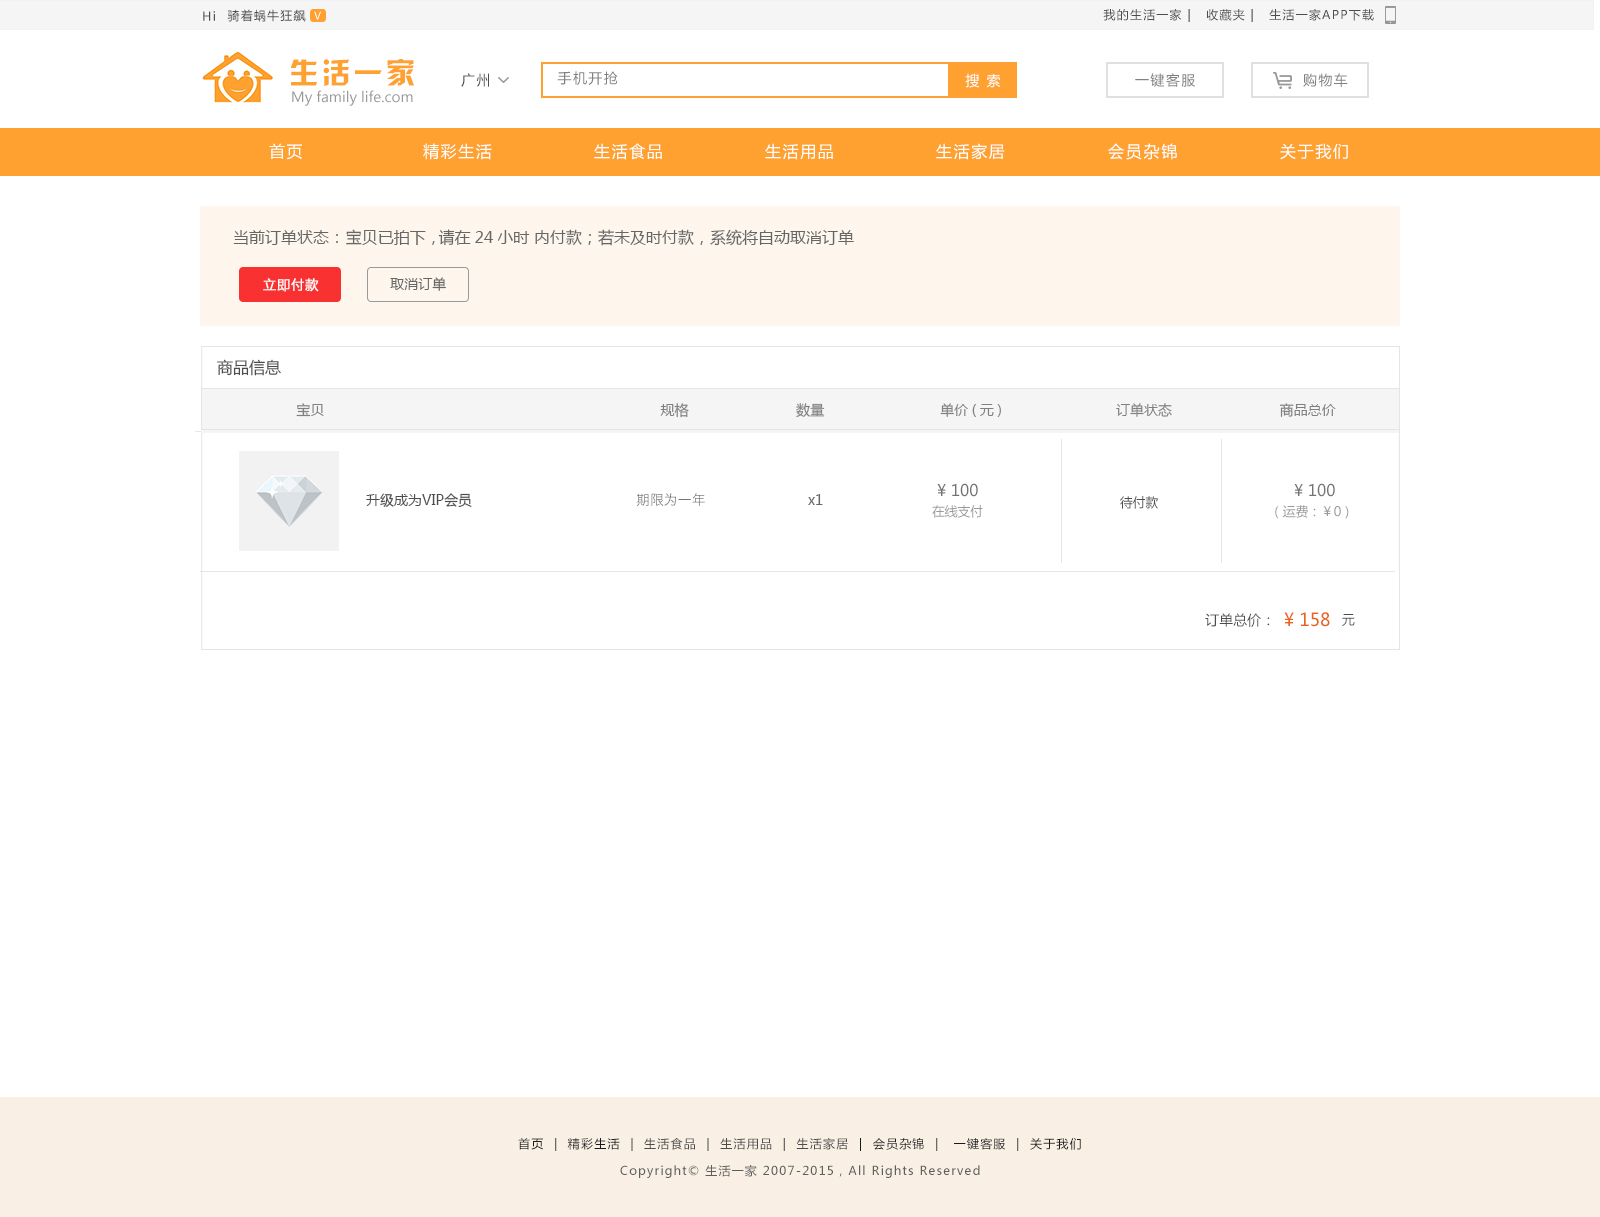 Hi 骑着蜗牛狂飙 V 我的生活一家 | 收藏夹 | 生活一家APP下载
生活一家
My family life.com
广州 手机开抢 搜 索 一键客服 购物车
首页 精彩生活 生活食品 生活用品 生活家居 会员杂锦 关于我们
当前订单状态：宝贝已拍下，请在 24 小时 内付款；若未及时付款，系统将自动取消订单
立即付款 取消订单
商品信息
宝贝 规格 数量 单价 ( 元 ) 订单状态 商品总价
升级成为VIP会员 期限为一年 x1 ¥ 100 待付款 ¥ 100
在线支付 ( 运费：¥ 0 )
订单总价： ¥ 158 元
首页 | 精彩生活 | 生活食品 | 生活用品 | 生活家居 | 会员杂锦 | 一键客服 | 关于我们
Copyright© 生活一家 2007-2015，All Rights Reserved